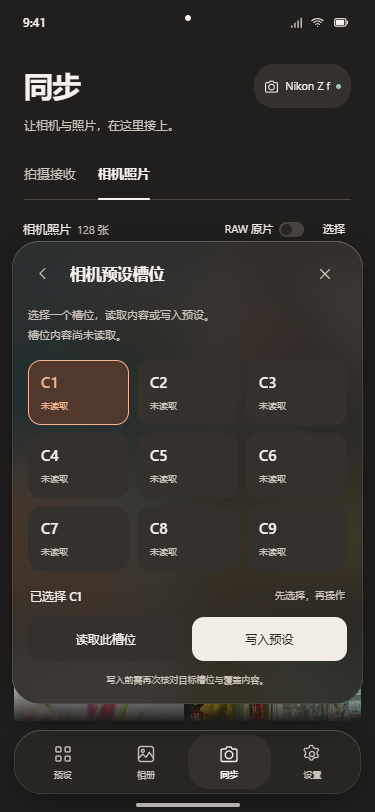 9:41
同步
Nikon Z f
让相机与照片，在这里接上。
拍摄接收 相机照片
相机照片 128 张 RAW 原片 选择
相机预设槽位
选择一个槽位，读取内容或写入预设。
槽位内容尚未读取。
C1 C2 C3
未读取 未读取 未读取
C4 C5 C6
未读取 未读取 未读取
C7 C8 C9
未读取 未读取 未读取
已选择 C1 先选择，再操作
读取此槽位 写入预设
写入前需再次核对目标槽位与覆盖内容。
预设 相册 同步 设置